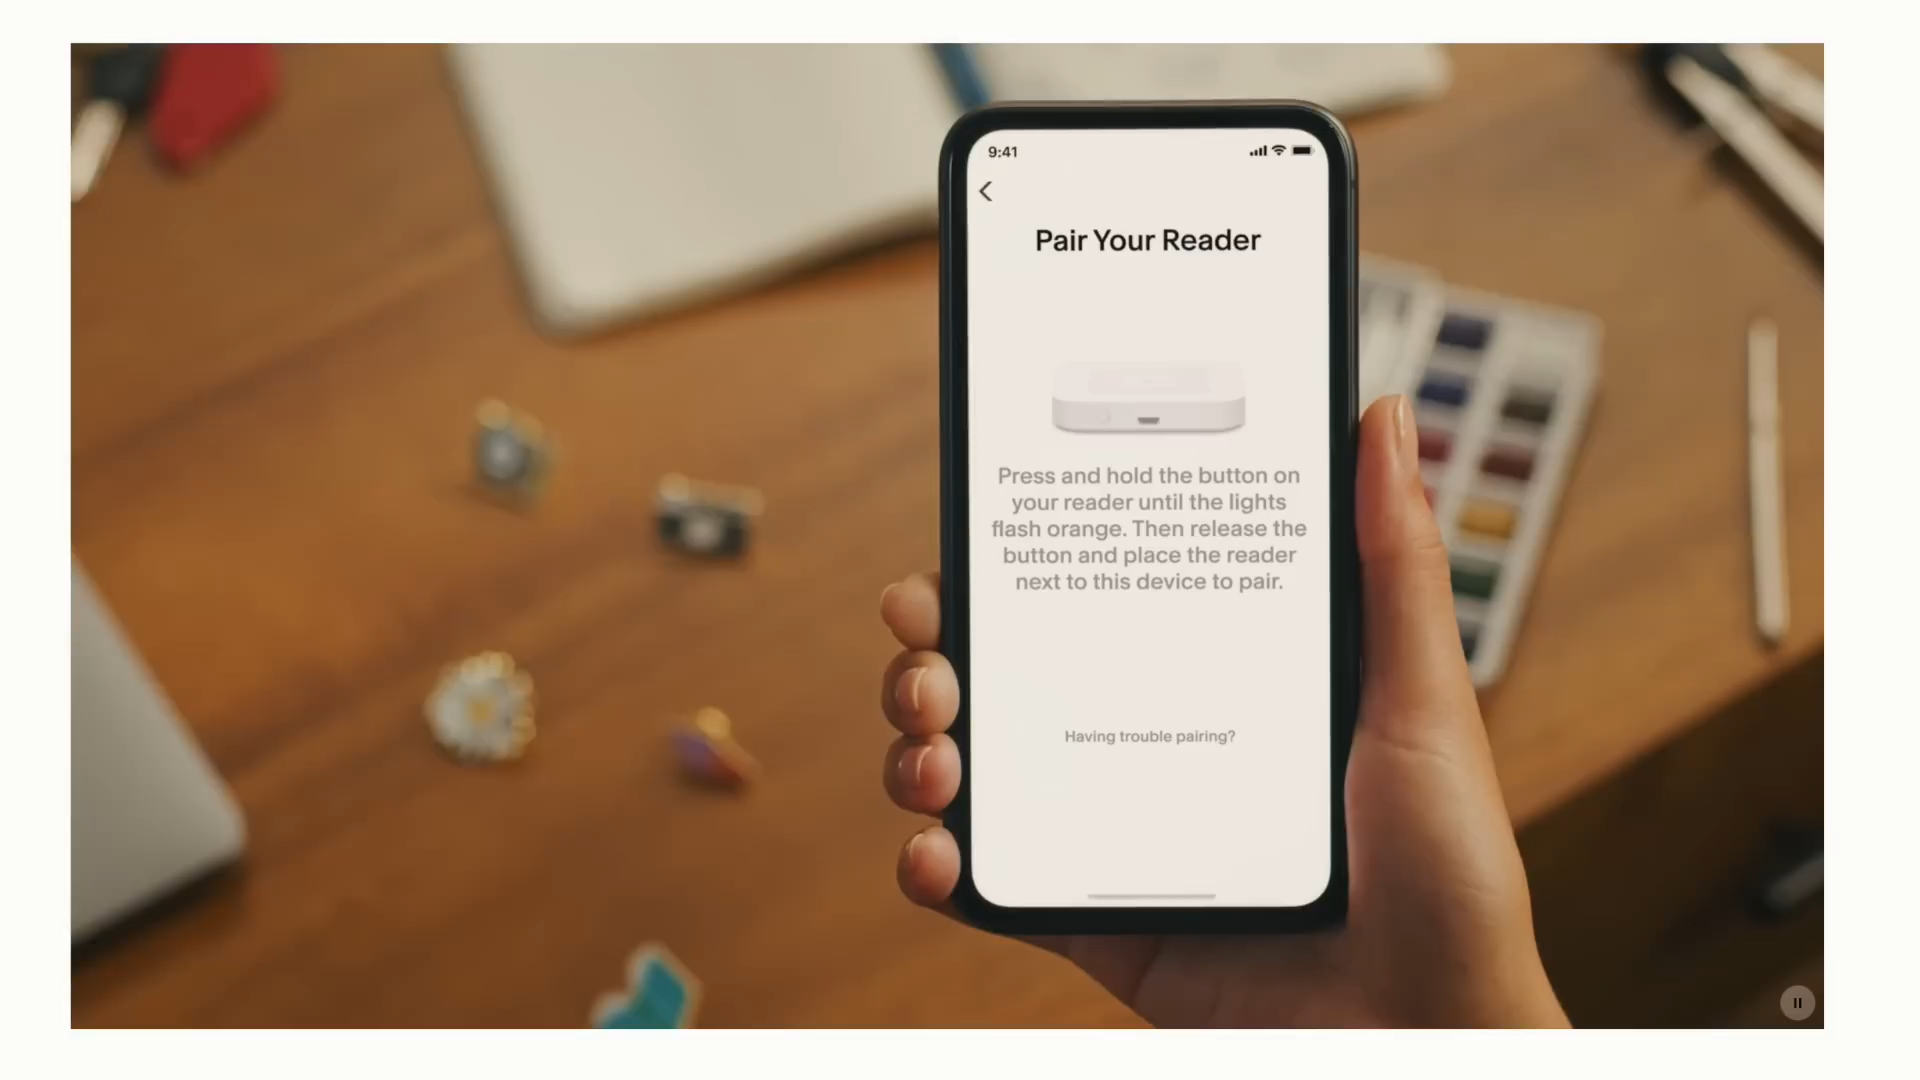 9:41
Pair Your Reader
Press and hold the button on
your reader until the lights
flash orange. Then release the
button and place the reader
next to this device to pair.
Having trouble pairing?